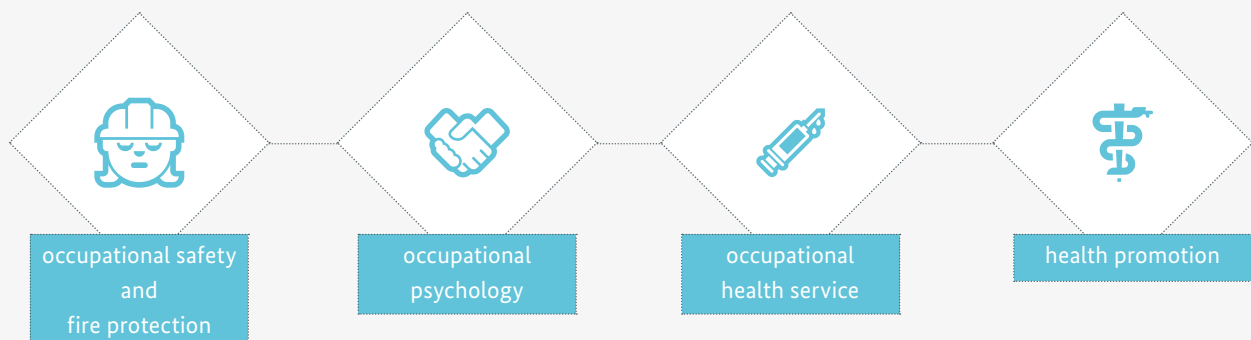 occupational safety
and
fire protection
occupational
psychology
occupational
health service
health promotion